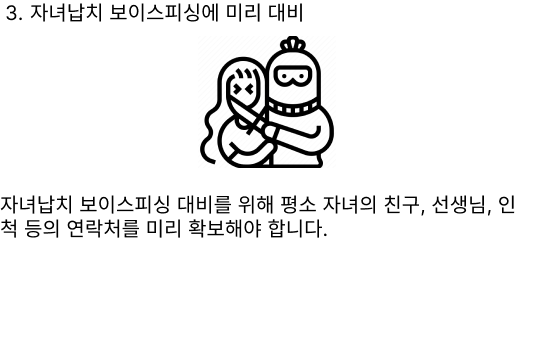 3. 자녀납치 보이스피싱에 미리 대비
자녀납치 보이스피싱 대비를 위해 평소 자녀의 친구, 선생님, 인
척 등의 연락처를 미리 확보해야 합니다.